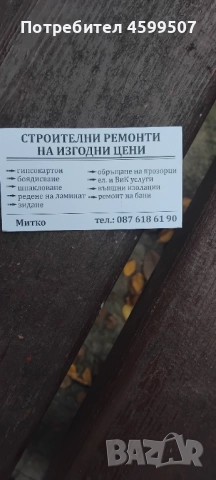 Потребител 4599507
СТРОИТЕЛНИ РЕМОНТИ
НА ИЗГОДНИ ЦЕНИ
гипсокартон
боядисване
шпакловане
редене на ламинат
зидане
обръщане на прозорци
ел. и ВиК услуги
външни изолации
ремонт на бани
Митко
тел.: 087 618 61 90
BAZAR